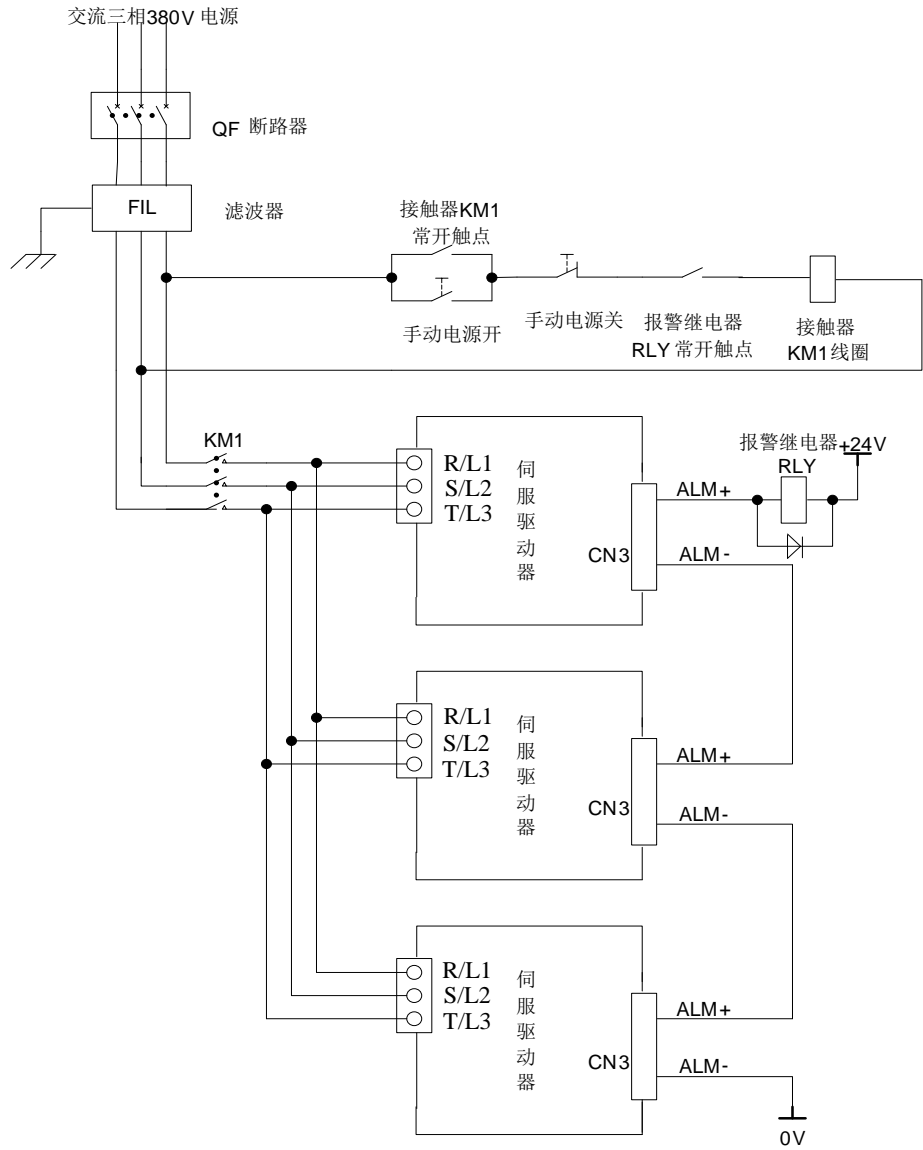 交流三相380V 电源
QF 断路器
FIL
滤波器
接触器KM1
常开触点
手动电源开
手动电源关
报警继电器
RLY 常开触点
接触器
KM1线圈
KM1
R/L1
S/L2
T/L3
伺服驱动器
CN3
ALM+
ALM-
报警继电器
RLY
+24V
R/L1
S/L2
T/L3
伺服驱动器
CN3
ALM+
ALM-
R/L1
S/L2
T/L3
伺服驱动器
CN3
ALM+
ALM-
0V